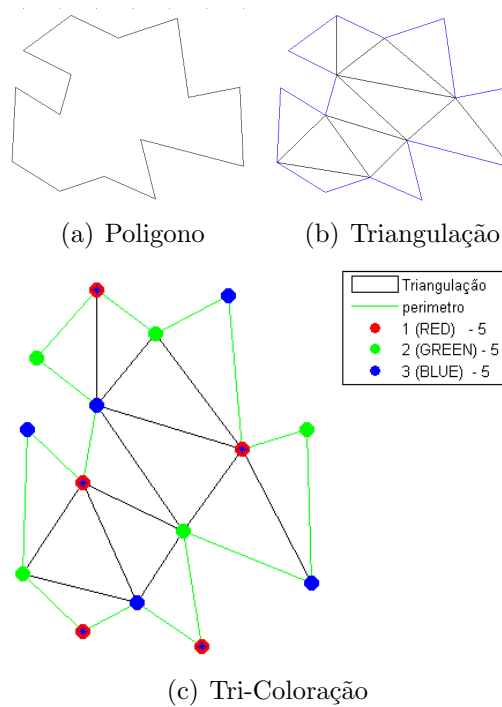 (a) Poligono
(b) Triangulação
Triangulação
perimetro
1 (RED) - 5
2 (GREEN) - 5
3 (BLUE) - 5
(c) Tri-Coloração